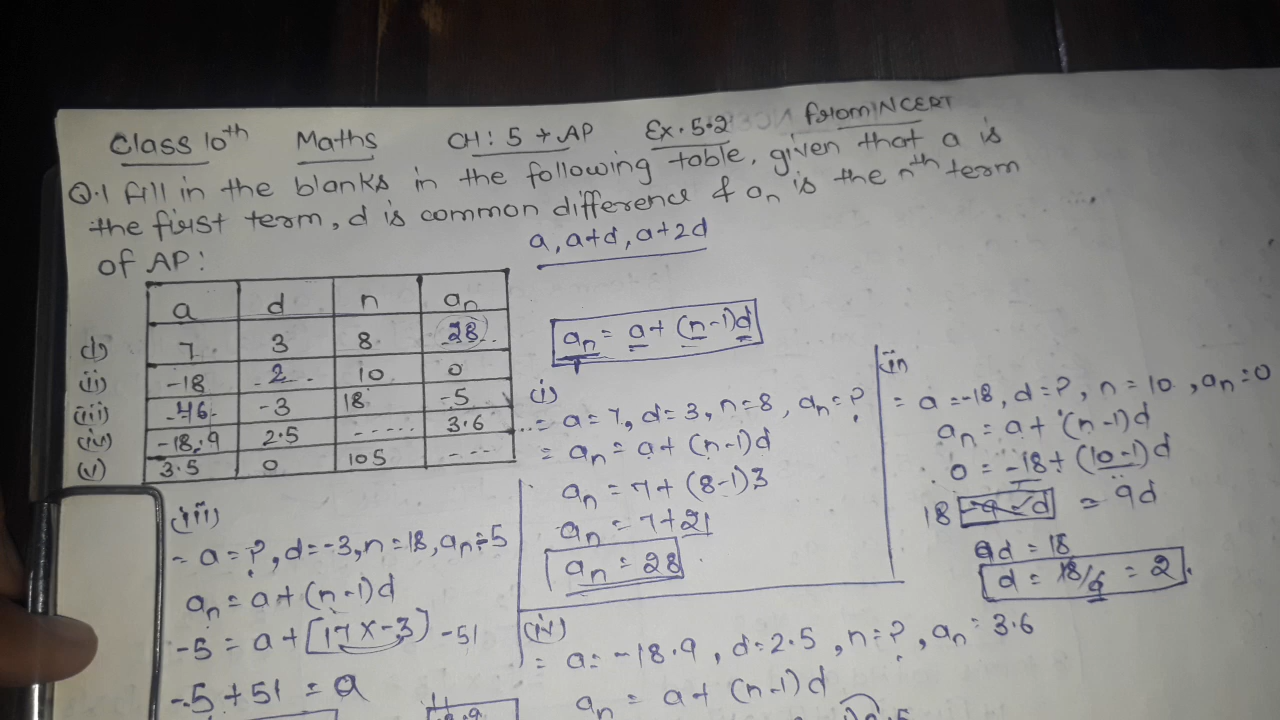 Class 10th Maths CH: 5 → AP Ex. 5.2 from NCERT
Q.1 Fill in the blanks in the following table, given that a is
the first term, d is common difference & an is the nth term
of AP:
a, a+d, a+2d
a d n an
(i) 7 3 8 28
(ii) -18 2 10 0
(iii) -46 -3 18 -5
(iv) -18.9 2.5 ...... 3.6
(v) 3.5 0 105 ---
an = a + (n-1)d
(i)
= a = 7, d = 3, n = 8, an = ?
= an = a + (n-1)d
an = 7 + (8-1)3
an = 7 + 21
an = 28
(ii)
= a = -18, d = ?, n = 10, an = 0
an = a + (n-1)d
0 = -18 + (10-1)d
18 = 9d
9d = 18
d = 18/9 = 2
(iii)
= a = ?, d = -3, n = 18, an = -5
an = a + (n-1)d
-5 = a + [17 x -3] -51
-5 + 51 = a
(iv)
= a = -18.9, d = 2.5, n = ?, an = 3.6
an = a + (n-1)d